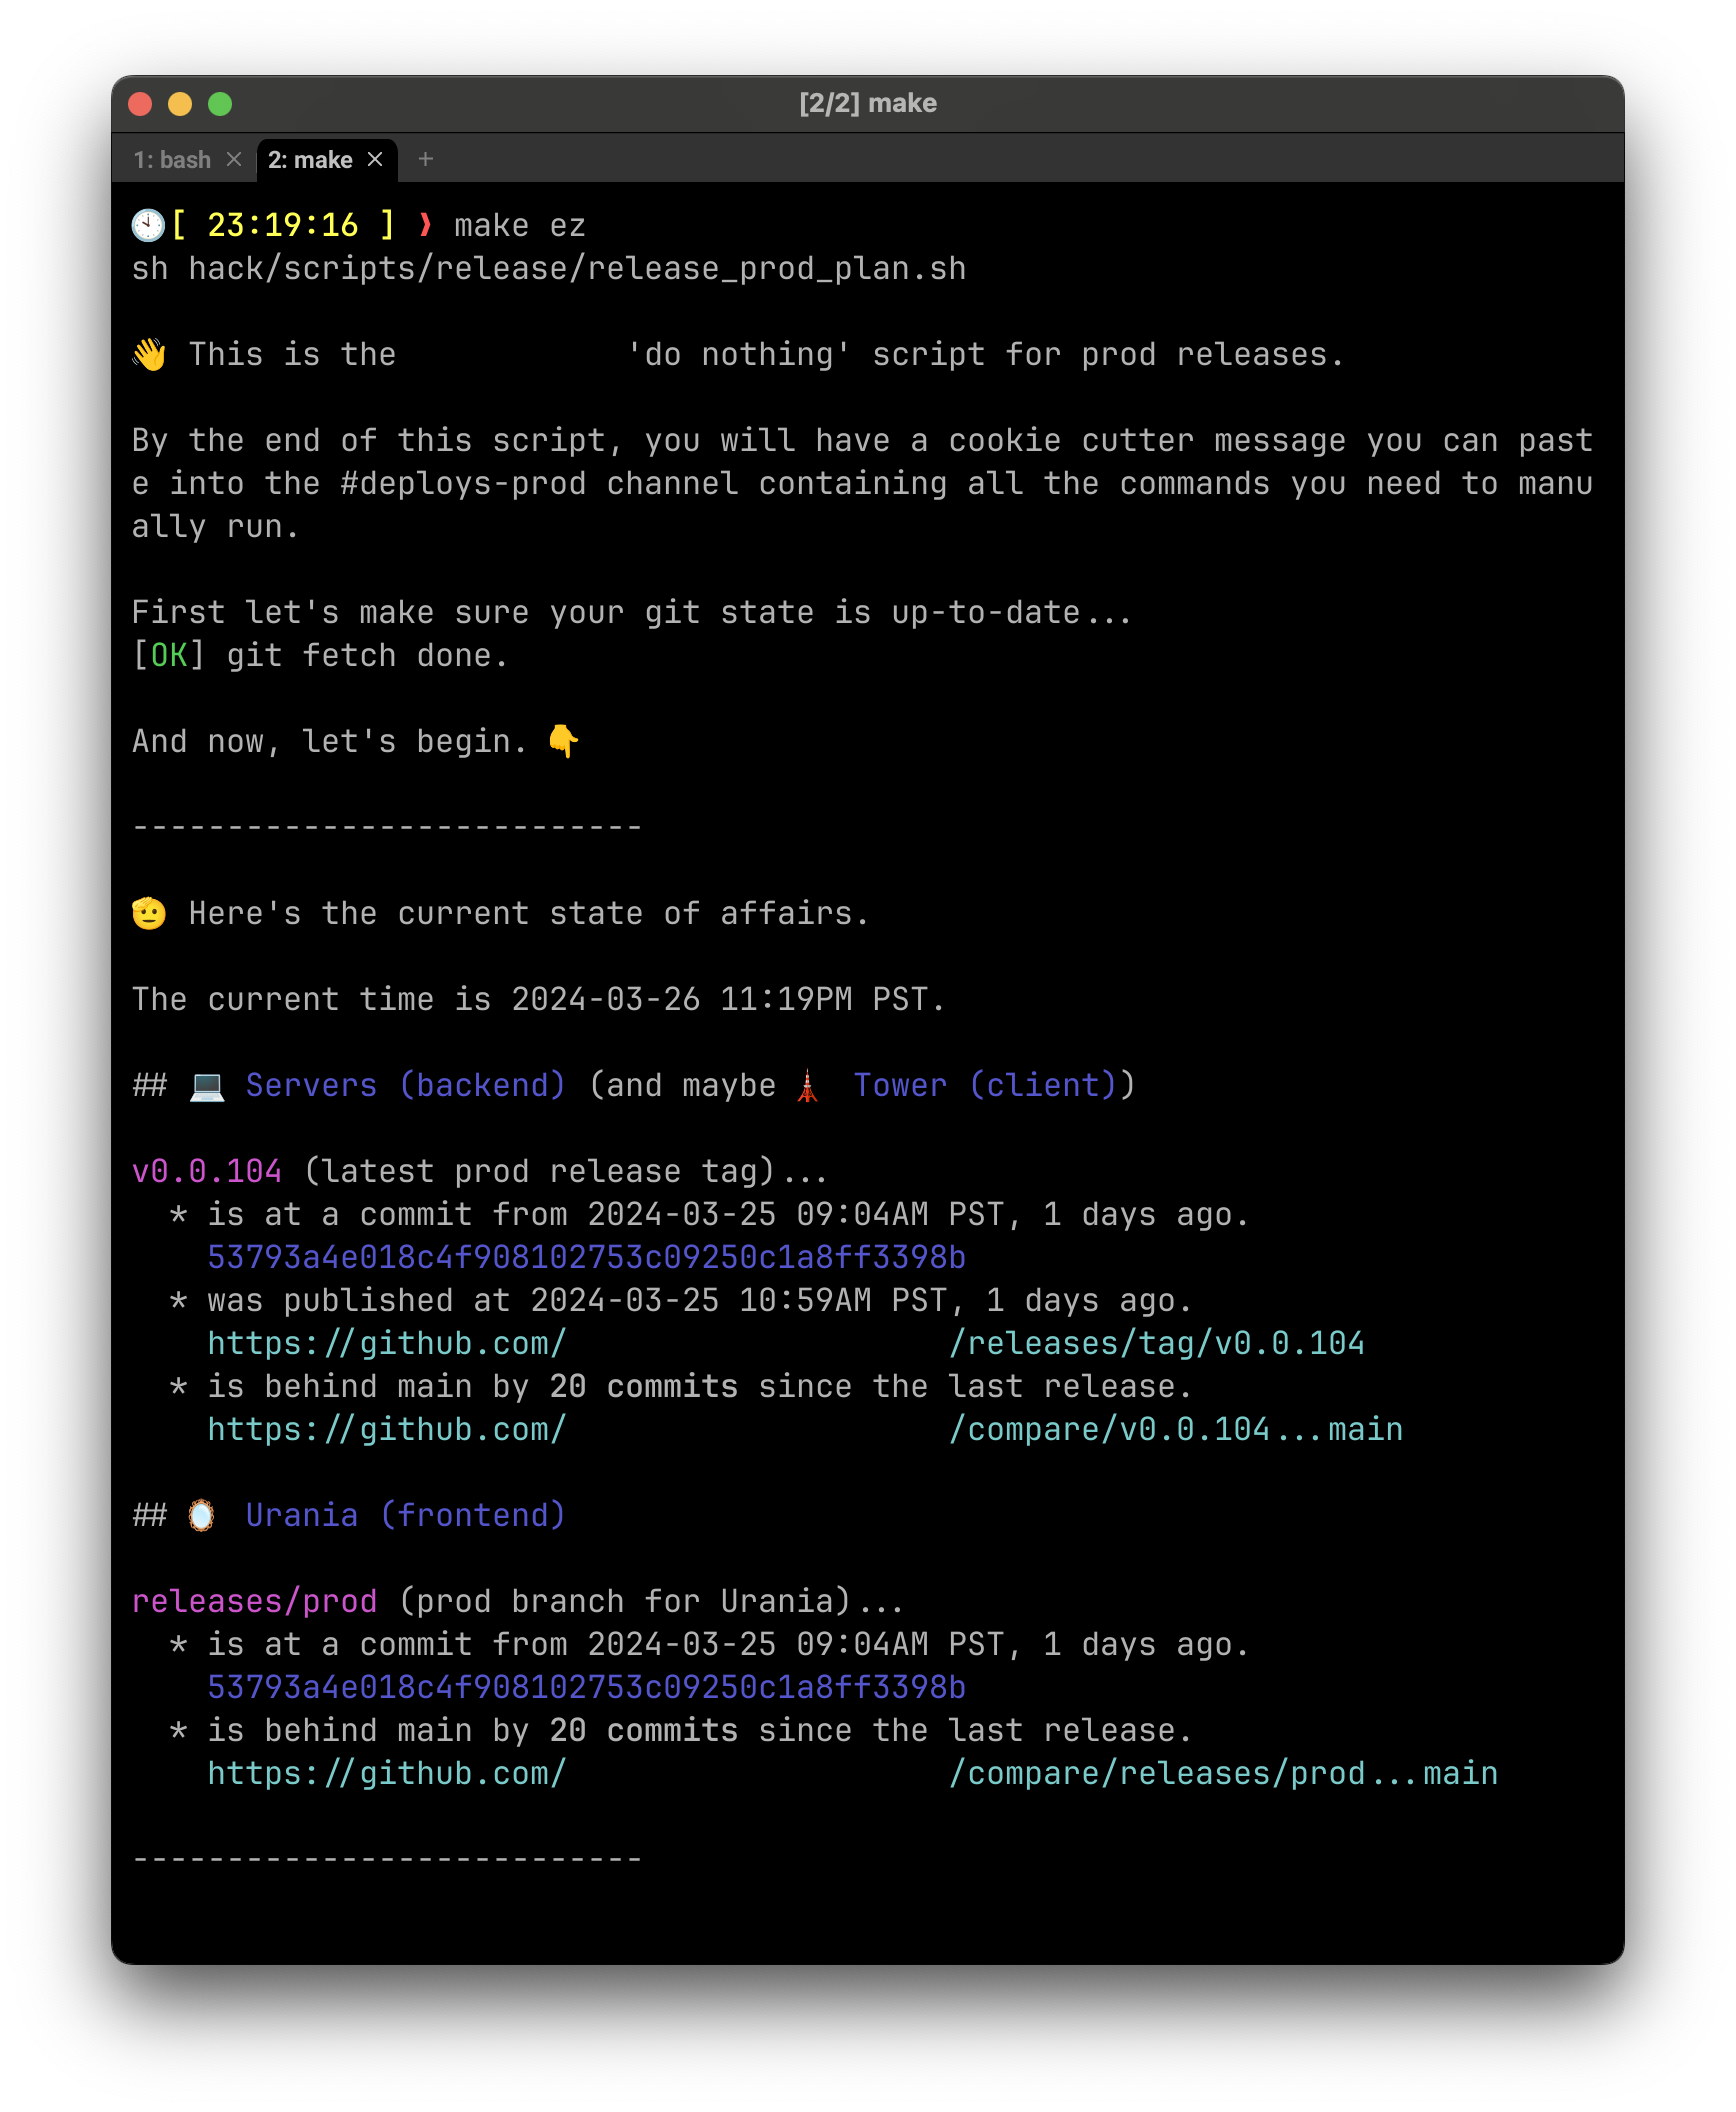 [2/2] make
1: bash × 2: make × +
🕙[ 23:19:16 ] ❯ make ez
sh hack/scripts/release/release_prod_plan.sh
👋 This is the 'do nothing' script for prod releases.
By the end of this script, you will have a cookie cutter message you can past
e into the #deploys-prod channel containing all the commands you need to manu
ally run.
First let's make sure your git state is up-to-date...
[OK] git fetch done.
And now, let's begin. 👇
---------------------------
🫡 Here's the current state of affairs.
The current time is 2024-03-26 11:19PM PST.
## 💻 Servers (backend) (and maybe 🗼 Tower (client))
v0.0.104 (latest prod release tag)...
* is at a commit from 2024-03-25 09:04AM PST, 1 days ago.
53793a4e018c4f908102753c09250c1a8ff3398b
* was published at 2024-03-25 10:59AM PST, 1 days ago.
https://github.com/ /releases/tag/v0.0.104
* is behind main by 20 commits since the last release.
https://github.com/ /compare/v0.0.104...main
## 🪞 Urania (frontend)
releases/prod (prod branch for Urania)...
* is at a commit from 2024-03-25 09:04AM PST, 1 days ago.
53793a4e018c4f908102753c09250c1a8ff3398b
* is behind main by 20 commits since the last release.
https://github.com/ /compare/releases/prod...main
---------------------------